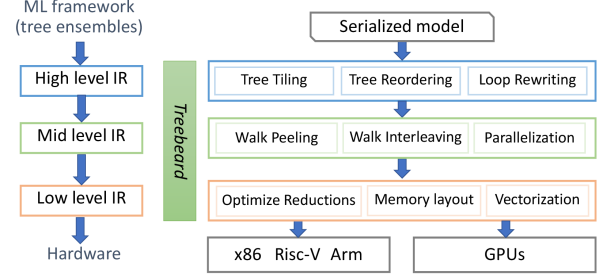 ML framework
(tree ensembles)
High level IR
Mid level IR
Low level IR
Hardware
Treebeard
Serialized model
Tree Tiling
Tree Reordering
Loop Rewriting
Walk Peeling
Walk Interleaving
Parallelization
Optimize Reductions
Memory layout
Vectorization
x86 Risc-V Arm
GPUs